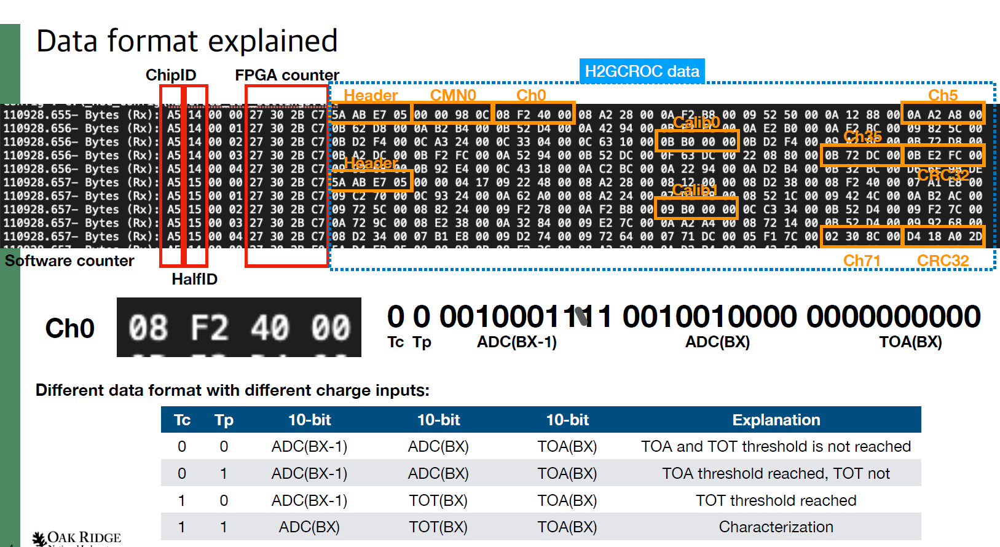 Data format explained
ChipID
FPGA counter
H2GCROC data
Header CMN0 Ch0 Ch5
110928.655– Bytes (Rx): A5 14 00 00 27 30 2B C7 5A AB E7 05 00 00 98 0C 08 F2 40 00 08 A2 28 00 0A B8 00 09 52 50 00 0A 12 88 00 0A A2 A8 00
Calib0
110928.656– Bytes (Rx): A5 14 00 01 27 30 2B C7 0B 62 D8 00 0A B2 B4 00 0B 52 D4 00 0A 42 94 00 00 0A E2 B0 00 0A BC 00 09 82 5C 00
Ch35
110928.656– Bytes (Rx): A5 14 00 02 27 30 2B C7 0B D2 F4 00 0C A3 24 00 0C 33 04 00 0C 63 10 00 0B B0 00 00 0B D2 F4 00 0B 72 D8 00
110928.656– Bytes (Rx): A5 14 00 03 27 30 2B C7 0B A2 DC 00 0B F2 FC 00 0A 52 94 00 0B 52 DC 00 0F 63 DC 00 22 08 80 00 0B 72 DC 00 0B E2 FC 00
Header
110928.656– Bytes (Rx): A5 14 00 04 27 30 2B C7 00 0B 92 E4 00 0C 43 18 00 0A C2 BC 00 0A 22 94 00 0A D2 B4 00 0B 32 BC 00 D6 6F 9B DE
CRC32
110928.657– Bytes (Rx): A5 15 00 00 27 30 2B C7 5A AB E7 05 00 00 04 17 09 25 48 00 08 A2 28 00 08 12 00 08 D2 38 00 08 F2 40 00 07 A1 E8 00
Calib1
110928.657– Bytes (Rx): A5 15 00 01 27 30 2B C7 09 C2 70 00 0C 93 24 00 0A 62 A0 00 08 A2 24 00 00 08 52 1C 00 09 42 4C 00 0A B2 AC 00
110928.657– Bytes (Rx): A5 15 00 02 27 30 2B C7 09 72 5C 00 08 82 24 00 09 F2 78 00 0A F2 B8 00 09 B0 00 00 0C C3 34 00 0B 52 D4 00 09 F2 7C 00
110928.657– Bytes (Rx): A5 15 00 03 27 30 2B C7 0A 72 9C 00 08 E2 38 00 0A 32 84 00 09 E2 7C 00 0A A2 A4 00 08 72 14 00 0B 52 D4 00 09 92 68 00
110928.657– Bytes (Rx): A5 15 00 04 27 30 2B C7 08 D2 34 00 07 B1 E8 00 09 D2 74 00 09 72 64 00 07 71 DC 00 05 F1 7C 00 02 30 8C 00 D4 18 A0 2D
Software counter
Ch71 CRC32
HalfID
Ch0 08 F2 40 00 0 0 0010001111 0010010000 0000000000
Tc Tp ADC(BX-1) ADC(BX) TOA(BX)
Different data format with different charge inputs:
Tc Tp 10-bit 10-bit 10-bit Explanation
0 0 ADC(BX-1) ADC(BX) TOA(BX) TOA and TOT threshold is not reached
0 1 ADC(BX-1) ADC(BX) TOA(BX) TOA threshold reached, TOT not
1 0 ADC(BX-1) TOT(BX) TOA(BX) TOT threshold reached
1 1 ADC(BX) TOT(BX) TOA(BX) Characterization
OAK RIDGE